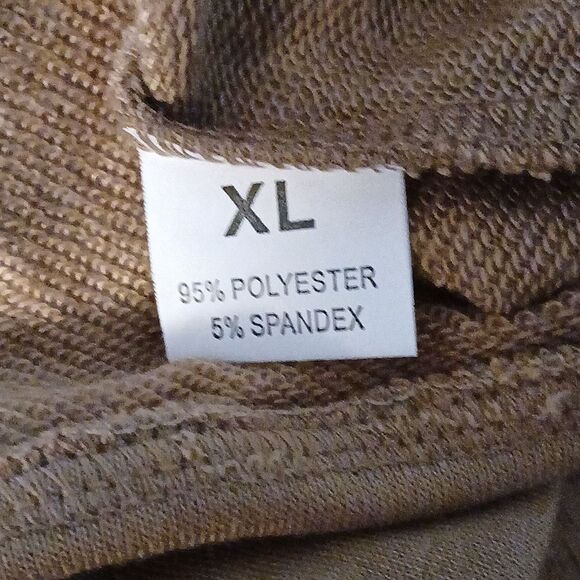 XL
95% POLYESTER
5% SPANDEX